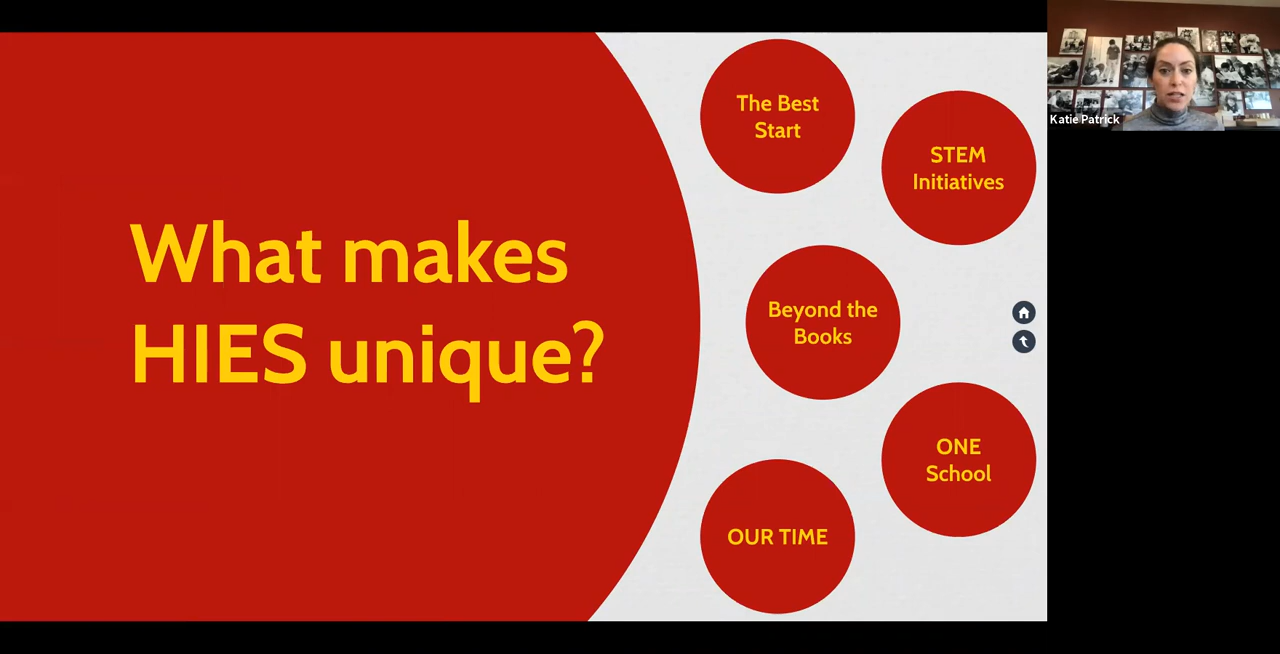 What makes
HIES unique?
The Best
Start
STEM
Initiatives
Beyond the
Books
ONE
School
OUR TIME
Katie Patrick